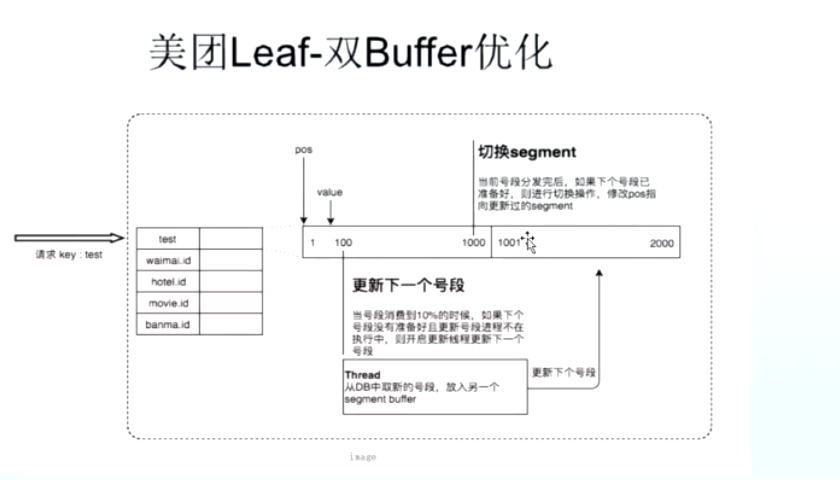 美团Leaf-双Buffer优化
pos
value
切换segment
当前号段分发完后，如果下个号段已
准备好，则进行切换操作，修改pos指
向更新过的segment
请求 key : test
test
waimai.id
hotel.id
movie.id
banma.id
1 100 1000 1001 2000
更新下一个号段
当号段消费到10%的时候，如果下个
号段没有准备好且更新号段进程不在
执行中，则开启更新线程更新下一个
号段
Thread
从DB中取新的号段，放入另一个
segment buffer
更新下个号段
image